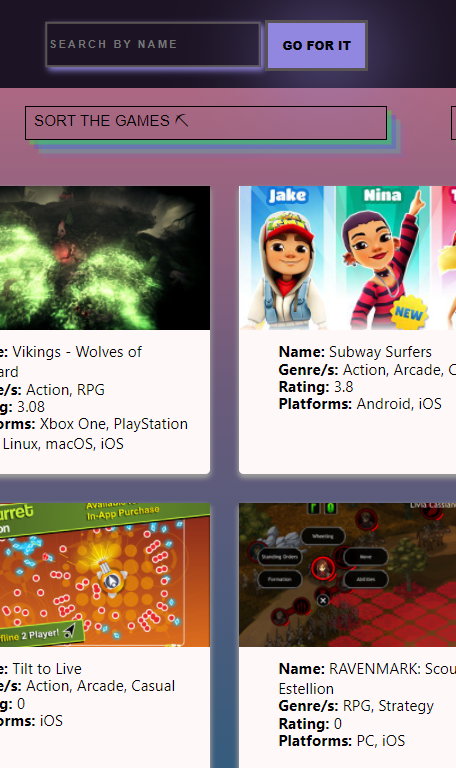 SEARCH BY NAME
GO FOR IT
SORT THE GAMES
Jake
Nina
NEW
e: Vikings - Wolves of
ard
e/s: Action, RPG
g: 3.08
orms: Xbox One, PlayStation
Linux, macOS, iOS
Name: Subway Surfers
Genre/s: Action, Arcade, C
Rating: 3.8
Platforms: Android, iOS
urret
on
In-App Purchase
ffline 2 Player!
e: Tilt to Live
e/s: Action, Arcade, Casual
g: 0
orms: iOS
Livia Cassian
Wheeling
Standing Orders
Move
Formation
Abilities
Name: RAVENMARK: Scou
Estellion
Genre/s: RPG, Strategy
Rating: 0
Platforms: PC, iOS